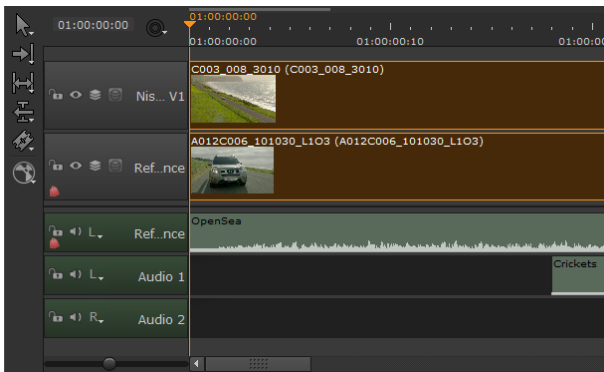 01:00:00:00
01:00:00:00
01:00:00:00 01:00:00:10 01:00:0
C003_008_3010 (C003_008_3010)
Nis... V1
A012C006_101030_L1O3 (A012C006_101030_L1O3)
Ref...nce
OpenSea
L Ref...nce
Crickets
L Audio 1
R Audio 2